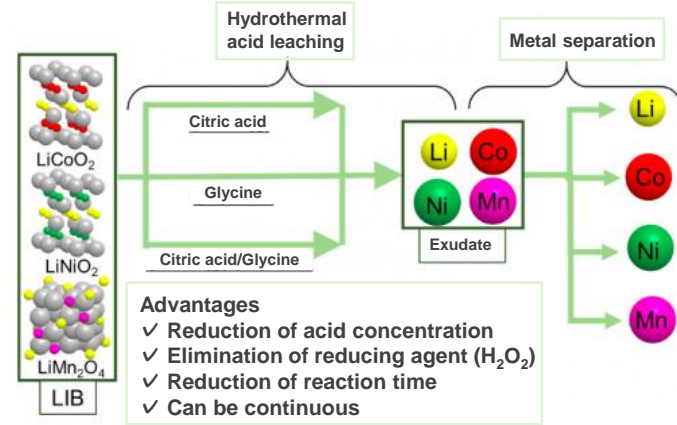 Hydrothermal
acid leaching
Metal separation
LiCoO₂
LiNiO₂
LiMn₂O₄
LIB
Citric acid
Glycine
Citric acid/Glycine
Li
Co
Ni
Mn
Exudate
Li
Co
Ni
Mn
Advantages
✓ Reduction of acid concentration
✓ Elimination of reducing agent (H₂O₂)
✓ Reduction of reaction time
✓ Can be continuous